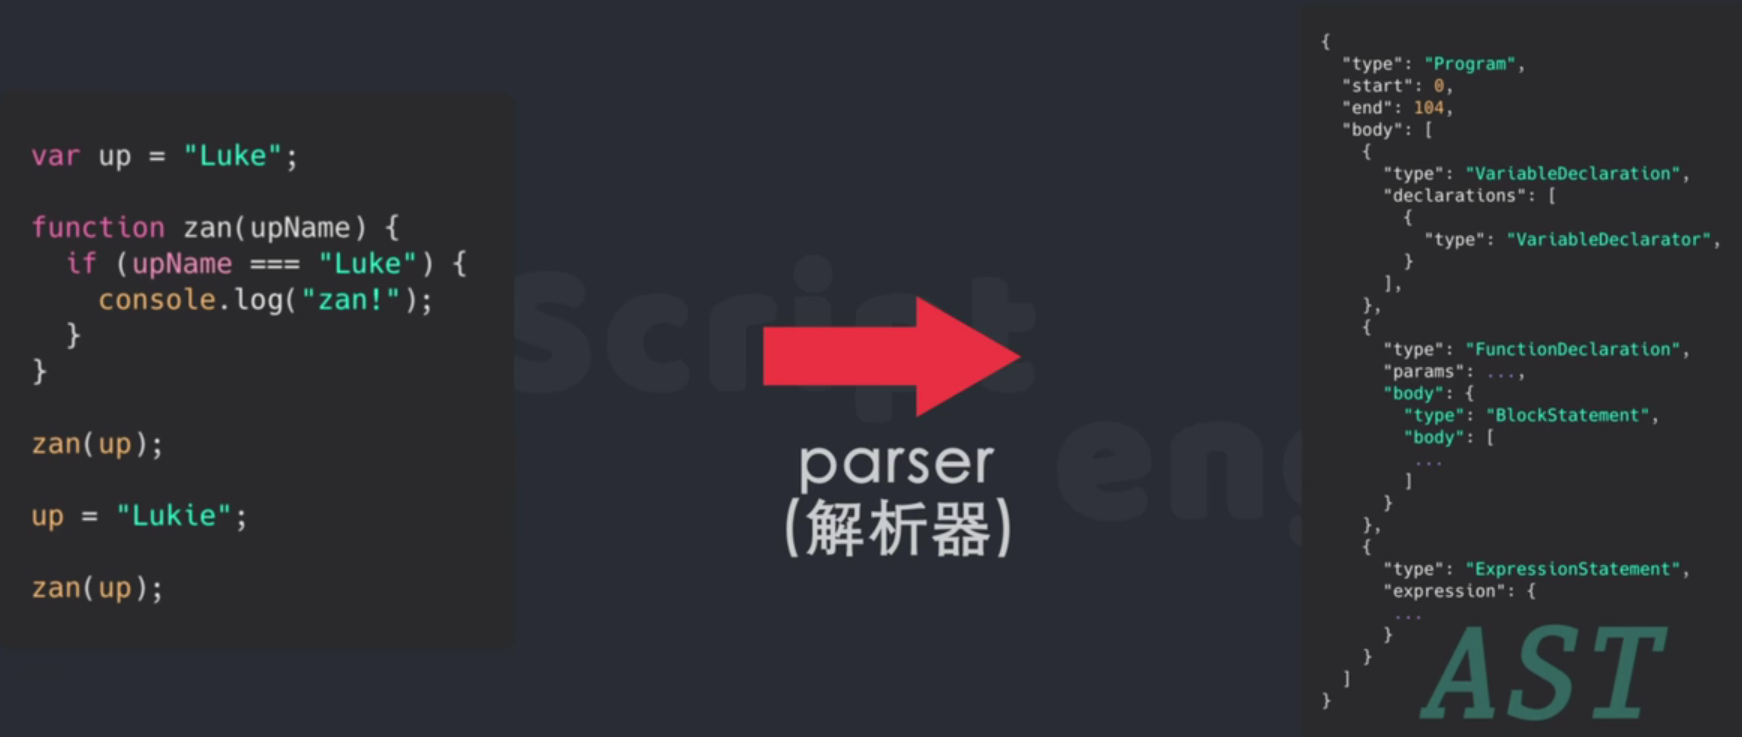 var up = "Luke";
function zan(upName) {
if (upName === "Luke") {
console.log("zan!");
}
}
zan(up);
up = "Lukie";
zan(up);
Script
eng
parser
(解析器)
{
"type": "Program",
"start": 0,
"end": 104,
"body": [
{
"type": "VariableDeclaration",
"declarations": [
{
"type": "VariableDeclarator",
}
],
},
{
"type": "FunctionDeclaration",
"params": ...,
"body": {
"type": "BlockStatement",
"body": [
...
]
}
},
{
"type": "ExpressionStatement",
"expression": {
...
}
}
]
}
AST